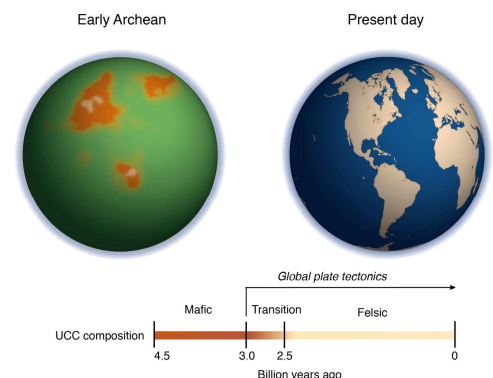 Early Archean
Present day
Global plate tectonics
Mafic
Transition
Felsic
UCC composition
4.5
3.0
2.5
0
Billion years ago